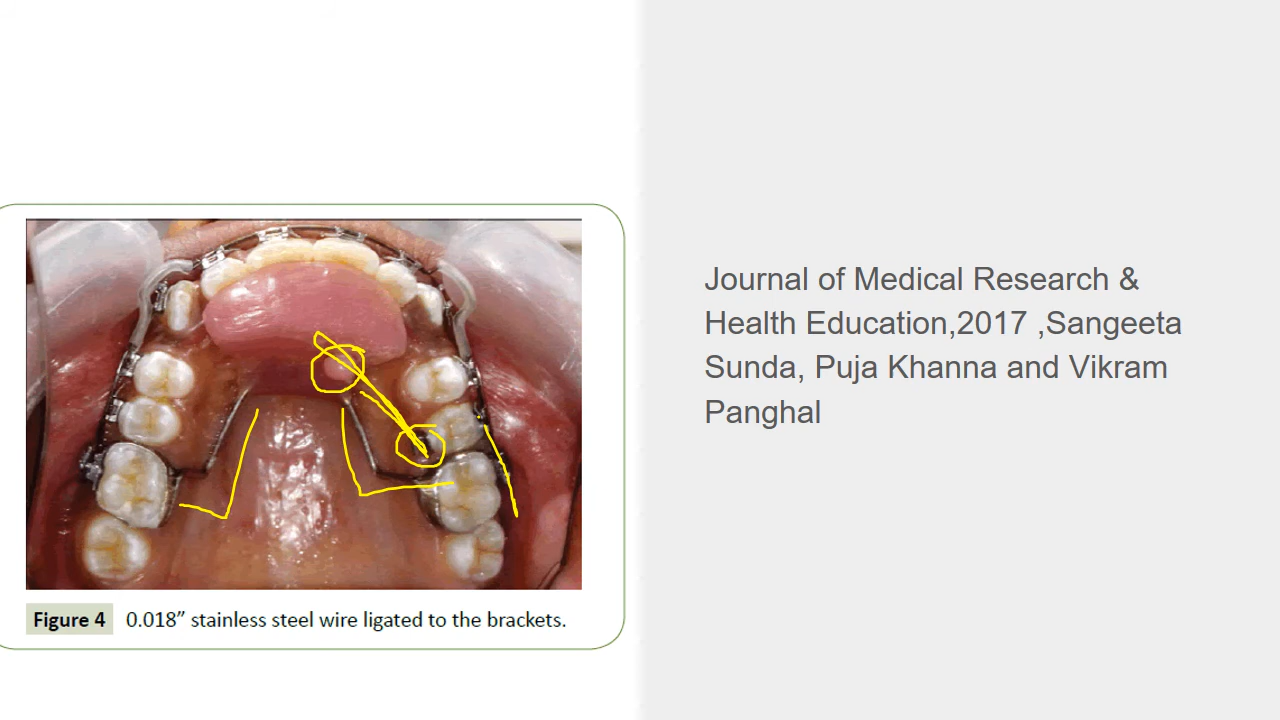 Figure 4 0.018″ stainless steel wire ligated to the brackets.
Journal of Medical Research &
Health Education,2017 ,Sangeeta
Sunda, Puja Khanna and Vikram
Panghal